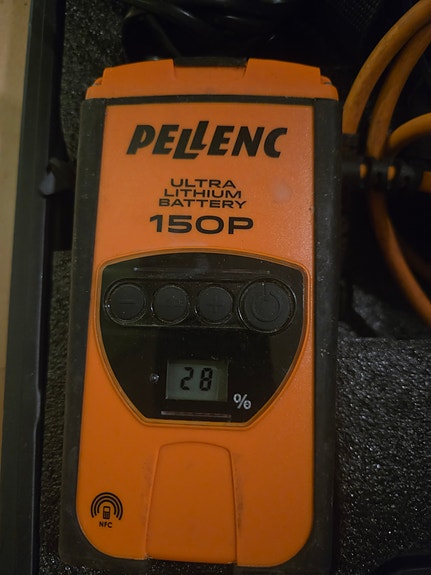 PELLENC
ULTRA
LITHIUM
BATTERY
150P
28 %
NFC